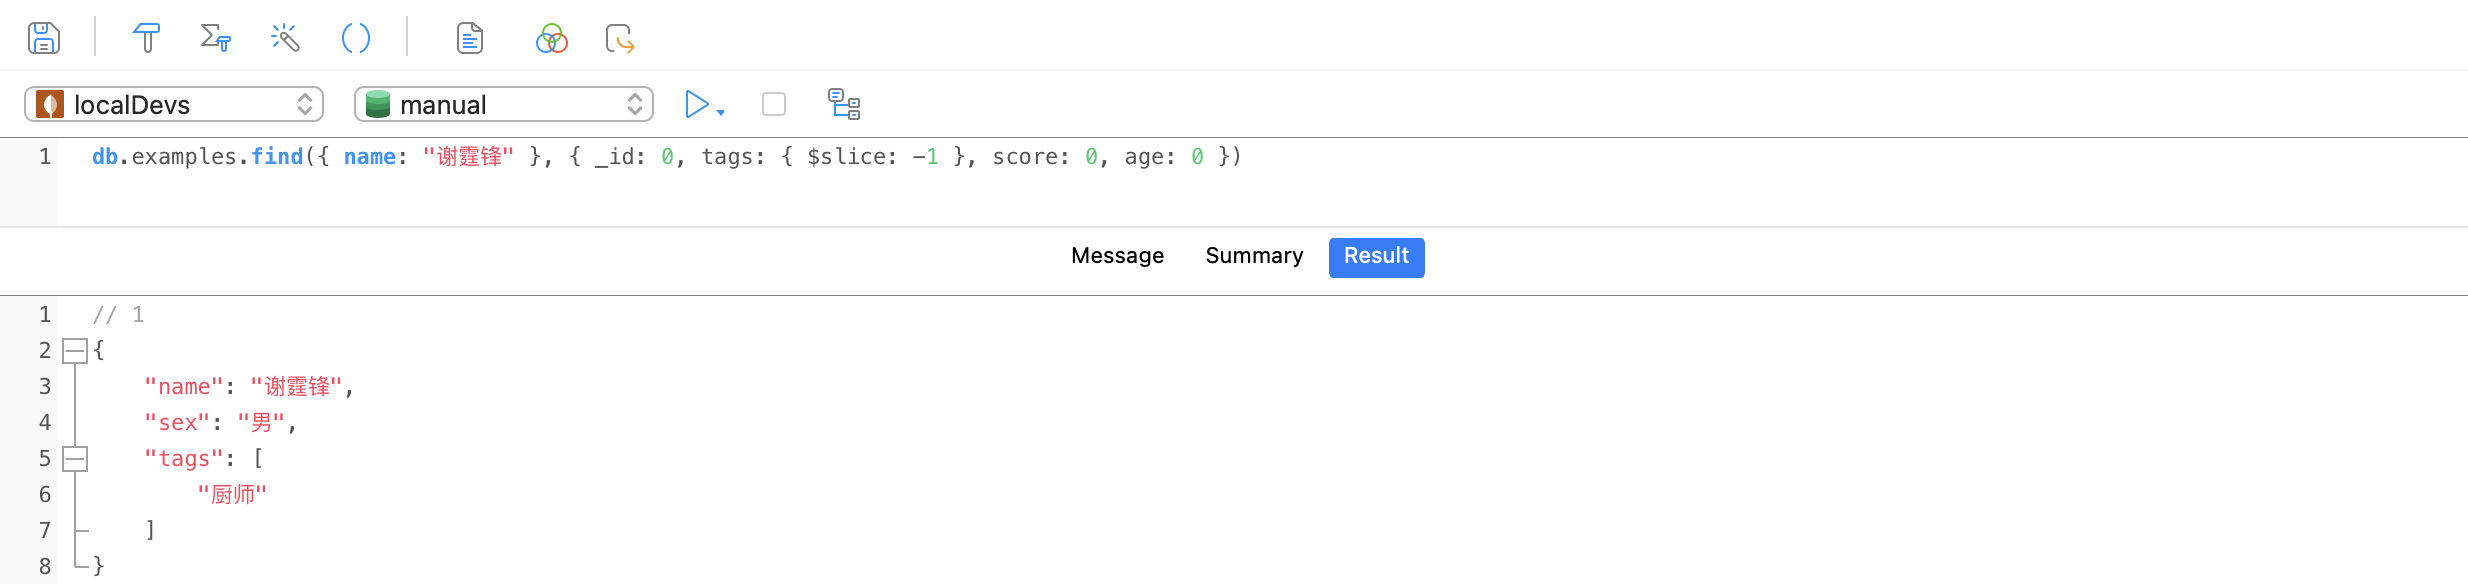 localDevs manual
1 db.examples.find({ name: "谢霆锋" }, { _id: 0, tags: { $slice: -1 }, score: 0, age: 0 })
Message Summary Result
1 // 1
2 {
3 "name": "谢霆锋",
4 "sex": "男",
5 "tags": [
6 "厨师"
7 ]
8 }